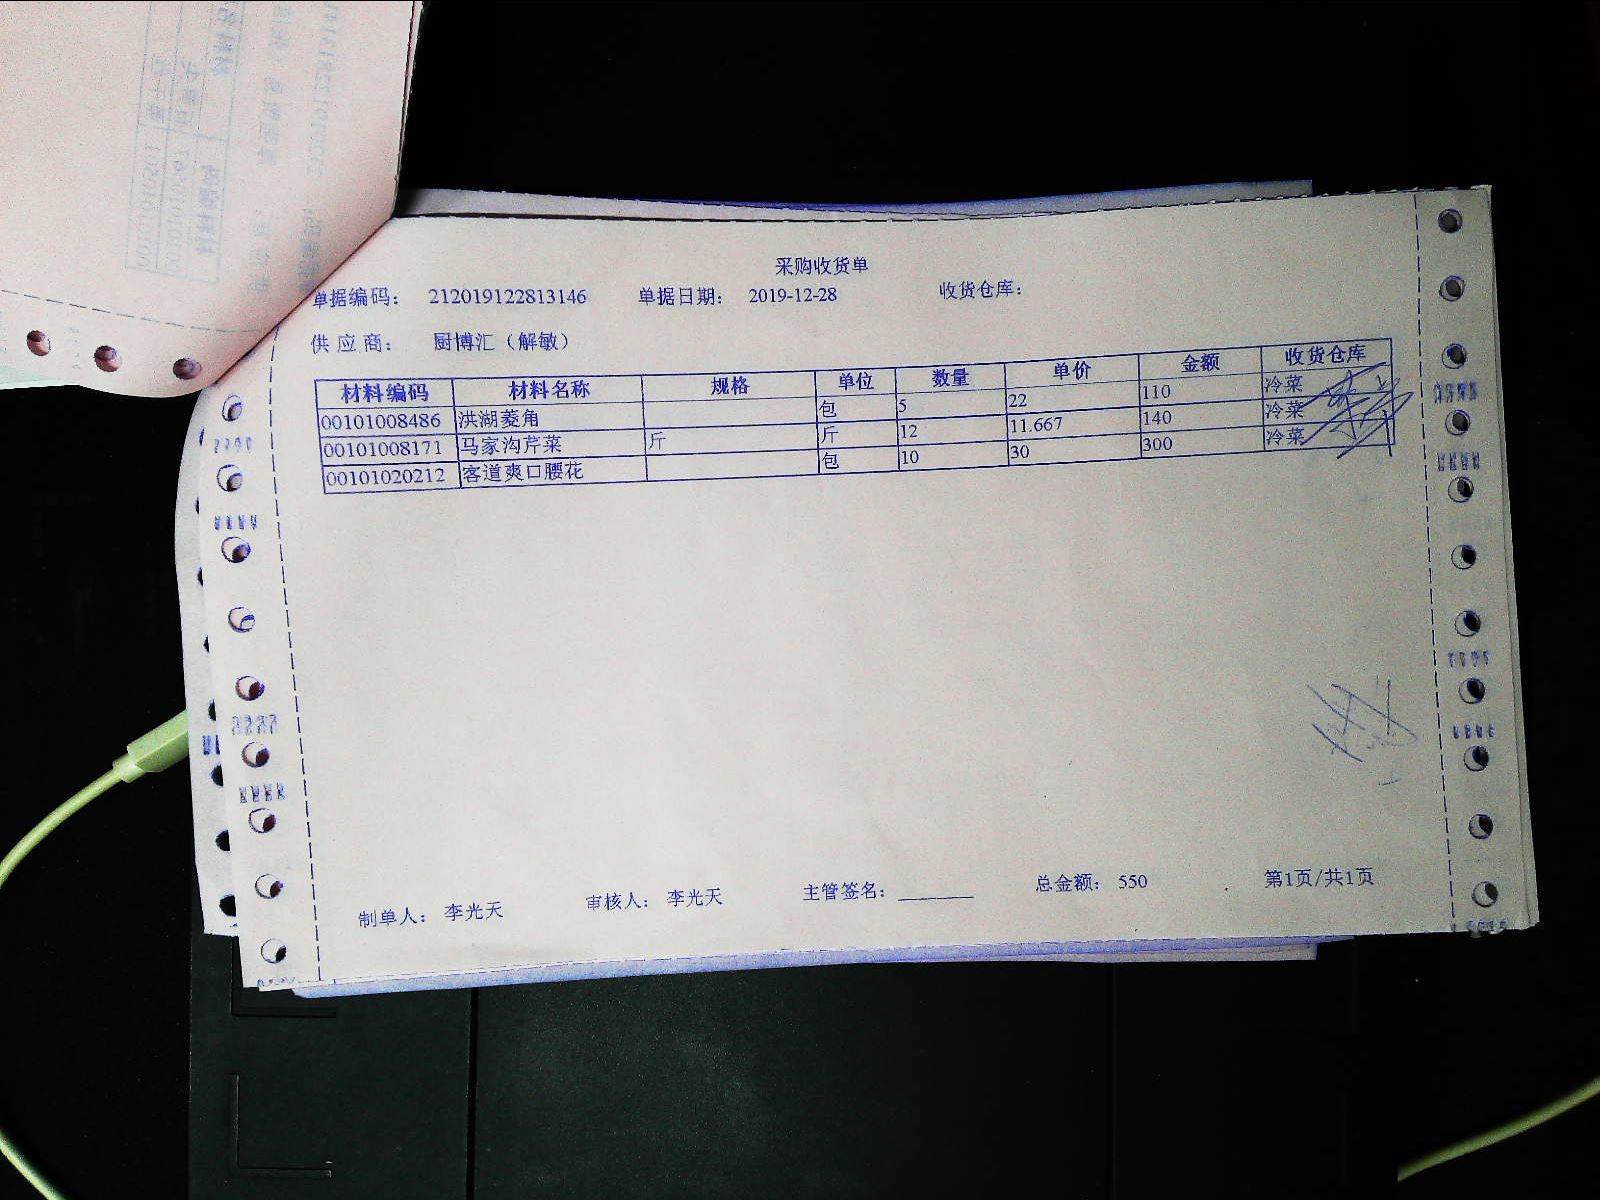 采购收货单
单据编码： 212019122813146 单据日期： 2019-12-28 收货仓库：
供 应 商： 厨博汇（解敏）
材料编码 材料名称 规格 单位 数量 单价 金额 收货仓库
00101008486 洪湖菱角 包 5 22 110 冷菜
00101008171 马家沟芹菜 斤 斤 12 11.667 140 冷菜
00101020212 客道爽口腰花 包 10 30 300 冷菜
制单人： 李光天 审核人： 李光天 主管签名： 总金额： 550 第1页/共1页